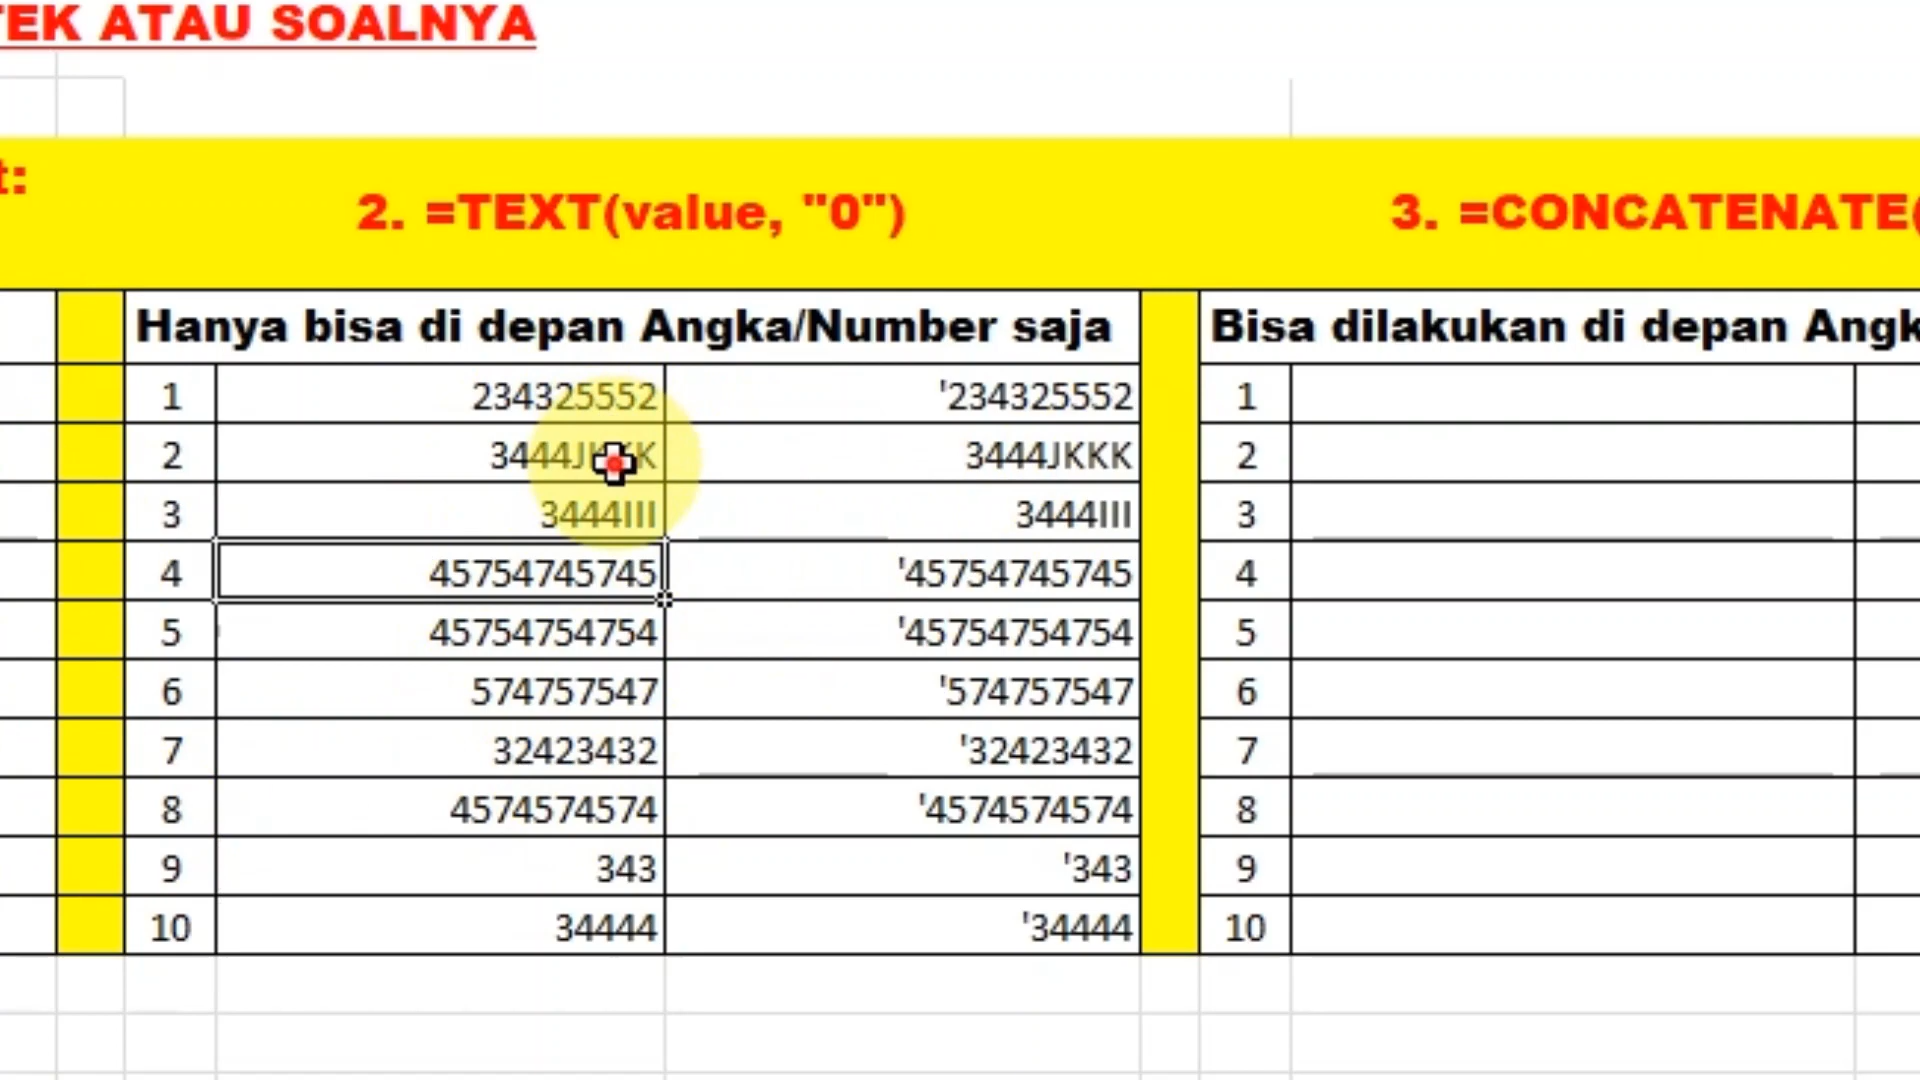 TEK ATAU SOALNYA
t:
2. =TEXT(value, "0")
3. =CONCATENATE(
Hanya bisa di depan Angka/Number saja
Bisa dilakukan di depan Angk
1 234325552 '234325552 1
2 3444JKKK 3444JKKK 2
3 3444III 3444III 3
4 45754745745 '45754745745 4
5 45754754754 '45754754754 5
6 574757547 '574757547 6
7 32423432 '32423432 7
8 4574574574 '4574574574 8
9 343 '343 9
10 34444 '34444 10